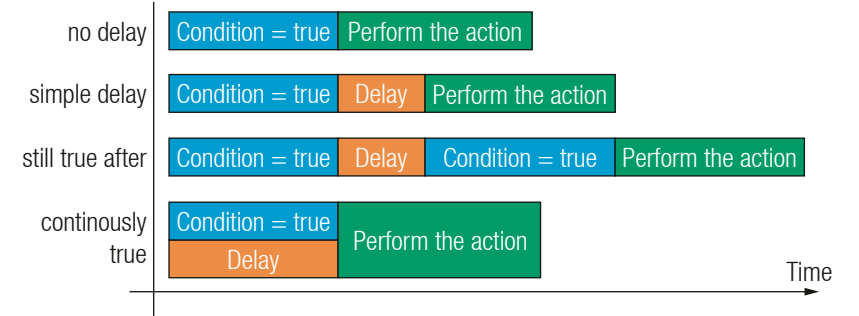 no delay Condition = true Perform the action
simple delay Condition = true Delay Perform the action
still true after Condition = true Delay Condition = true Perform the action
continously
true
Condition = true
Delay
Perform the action
Time